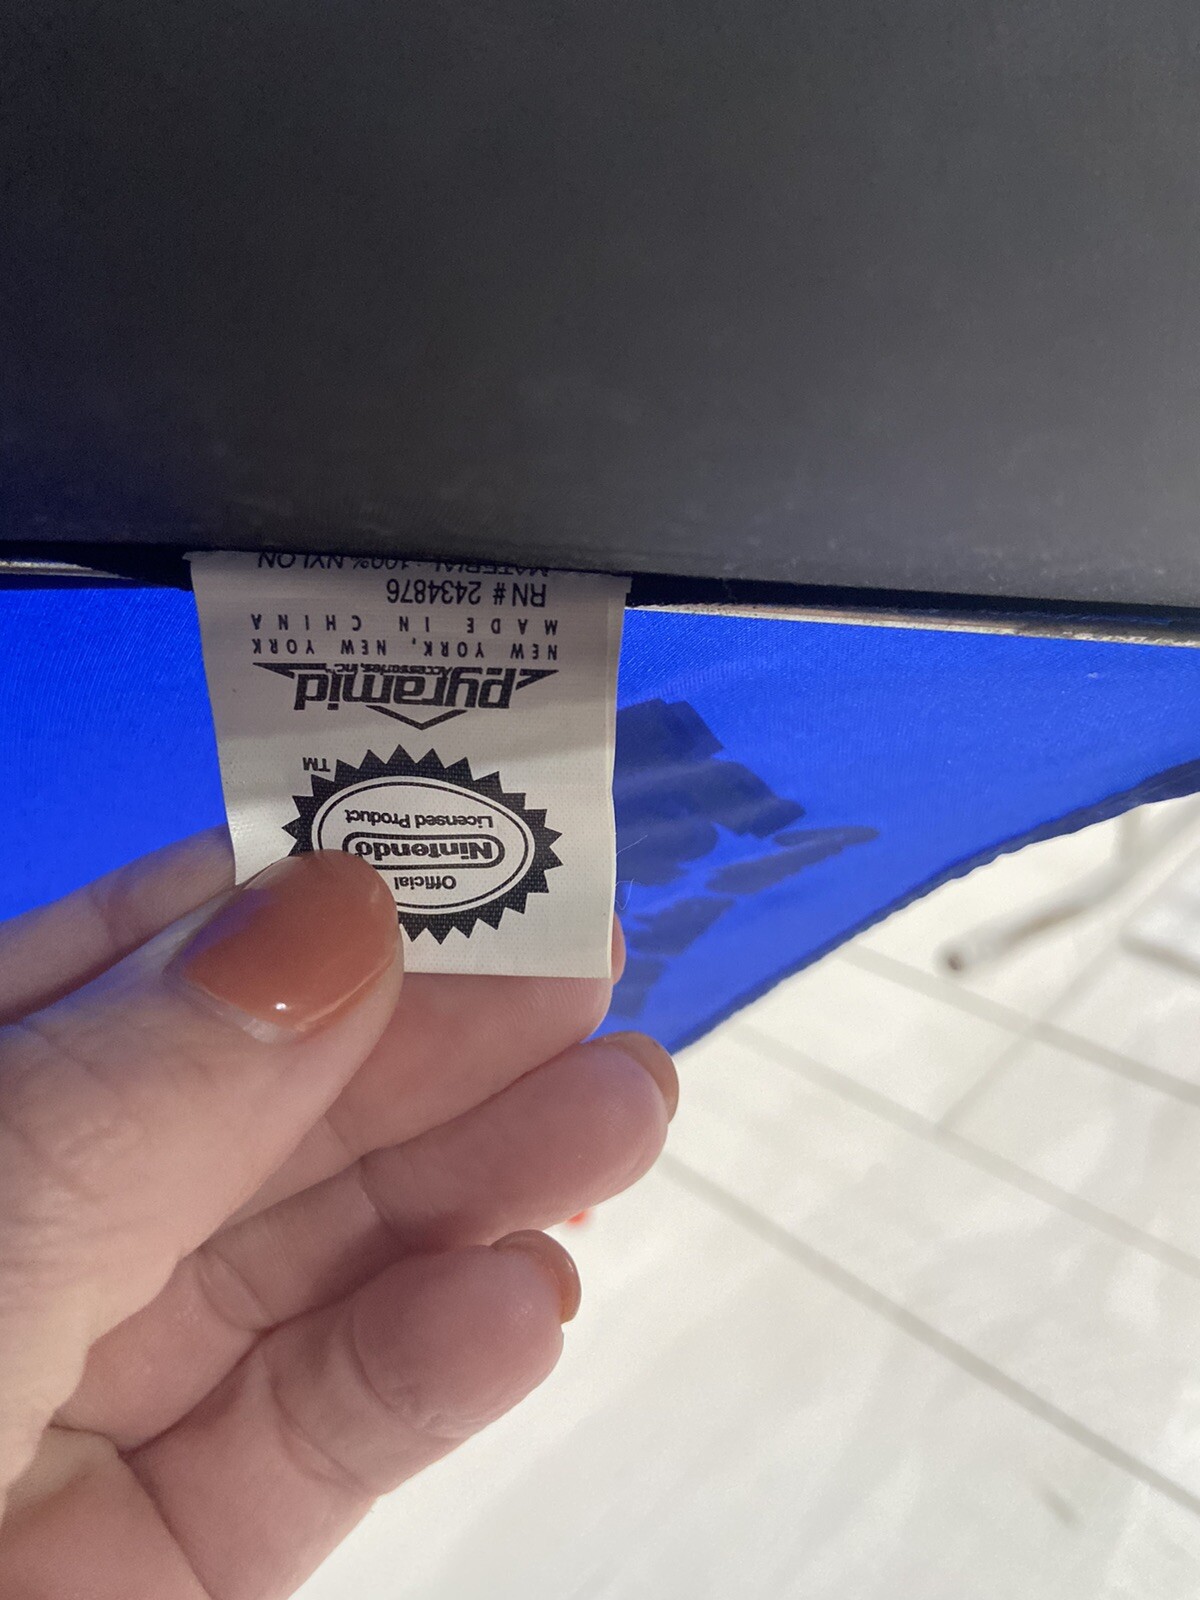 Official
Nintendo
Licensed Product
TM
pyramid
Accessories, Inc.
NEW YORK, NEW YORK
MADE IN CHINA
RN# 2434876
MATERIAL: 100% NYLON